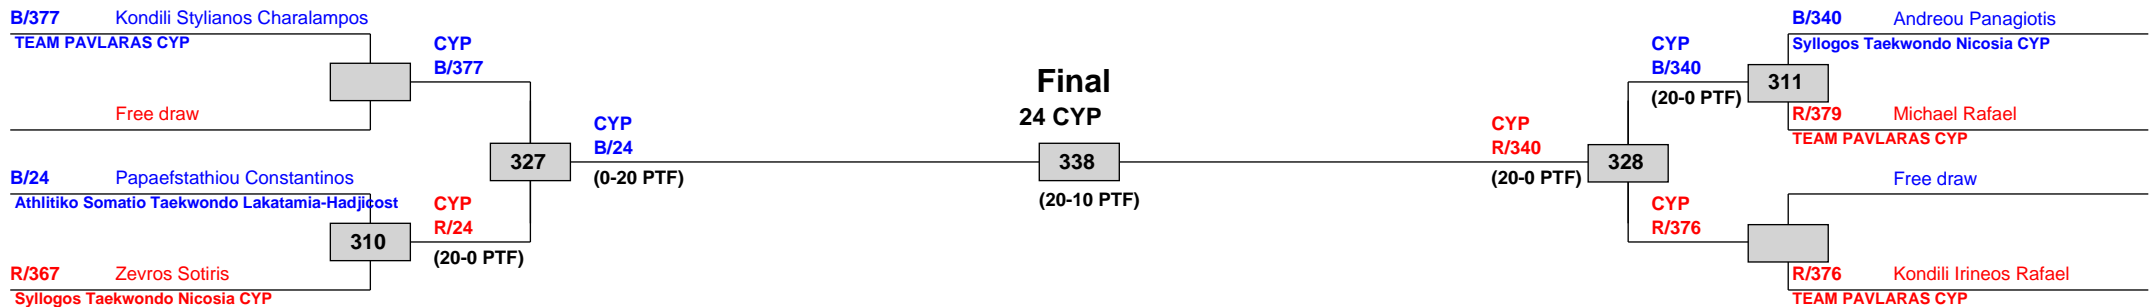 B/377 Kondili Stylianos Charalampos
TEAM PAVLARAS CYP
Free draw
CYP
B/377
B/24 Papaefstathiou Constantinos
Athlitiko Somatio Taekwondo Lakatamia-Hadjicost
310
R/367 Zevros Sotiris
Syllogos Taekwondo Nicosia CYP
CYP
R/24
(20-0 PTF)
327
CYP
B/24
(0-20 PTF)
Final
24 CYP
338
(20-10 PTF)
CYP
R/340
(20-0 PTF)
328
CYP
B/340
(20-0 PTF)
311
B/340 Andreou Panagiotis
Syllogos Taekwondo Nicosia CYP
R/379 Michael Rafael
TEAM PAVLARAS CYP
CYP
R/376
Free draw
R/376 Kondili Irineos Rafael
TEAM PAVLARAS CYP